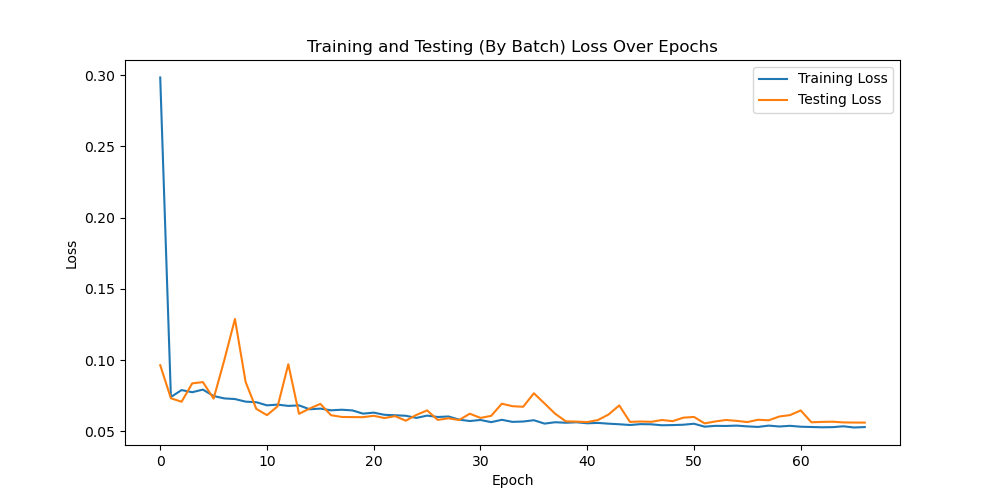 Training and Testing (By Batch) Loss Over Epochs
Training Loss
Testing Loss
0.30
0.25
0.20
0.15
0.10
0.05
Loss
0 10 20 30 40 50 60
Epoch